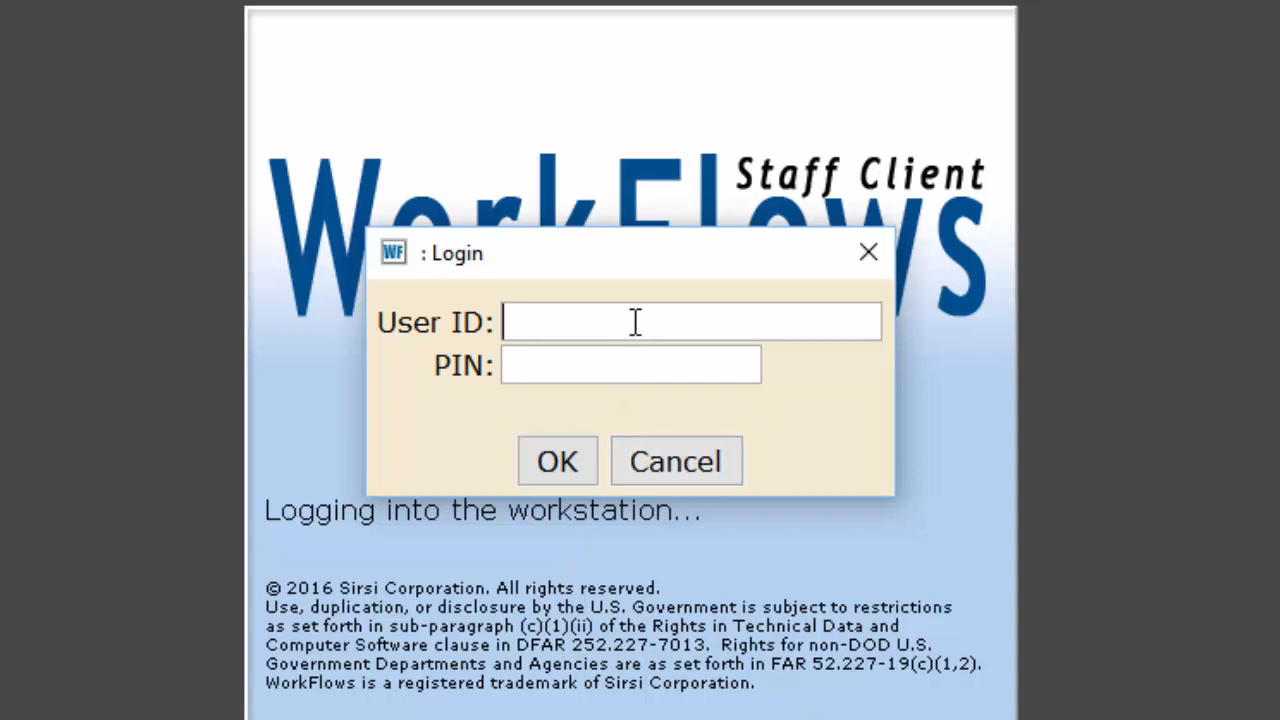 Staff Client
WorkFlows
WF : Login
User ID:
PIN:
OK Cancel
Logging into the workstation...
© 2016 Sirsi Corporation. All rights reserved.
Use, duplication, or disclosure by the U.S. Government is subject to restrictions
as set forth in sub-paragraph (c)(1)(ii) of the Rights in Technical Data and
Computer Software clause in DFAR 252.227-7013.  Rights for non-DOD U.S.
Government Departments and Agencies are as set forth in FAR 52.227-19(c)(1,2).
WorkFlows is a registered trademark of Sirsi Corporation.